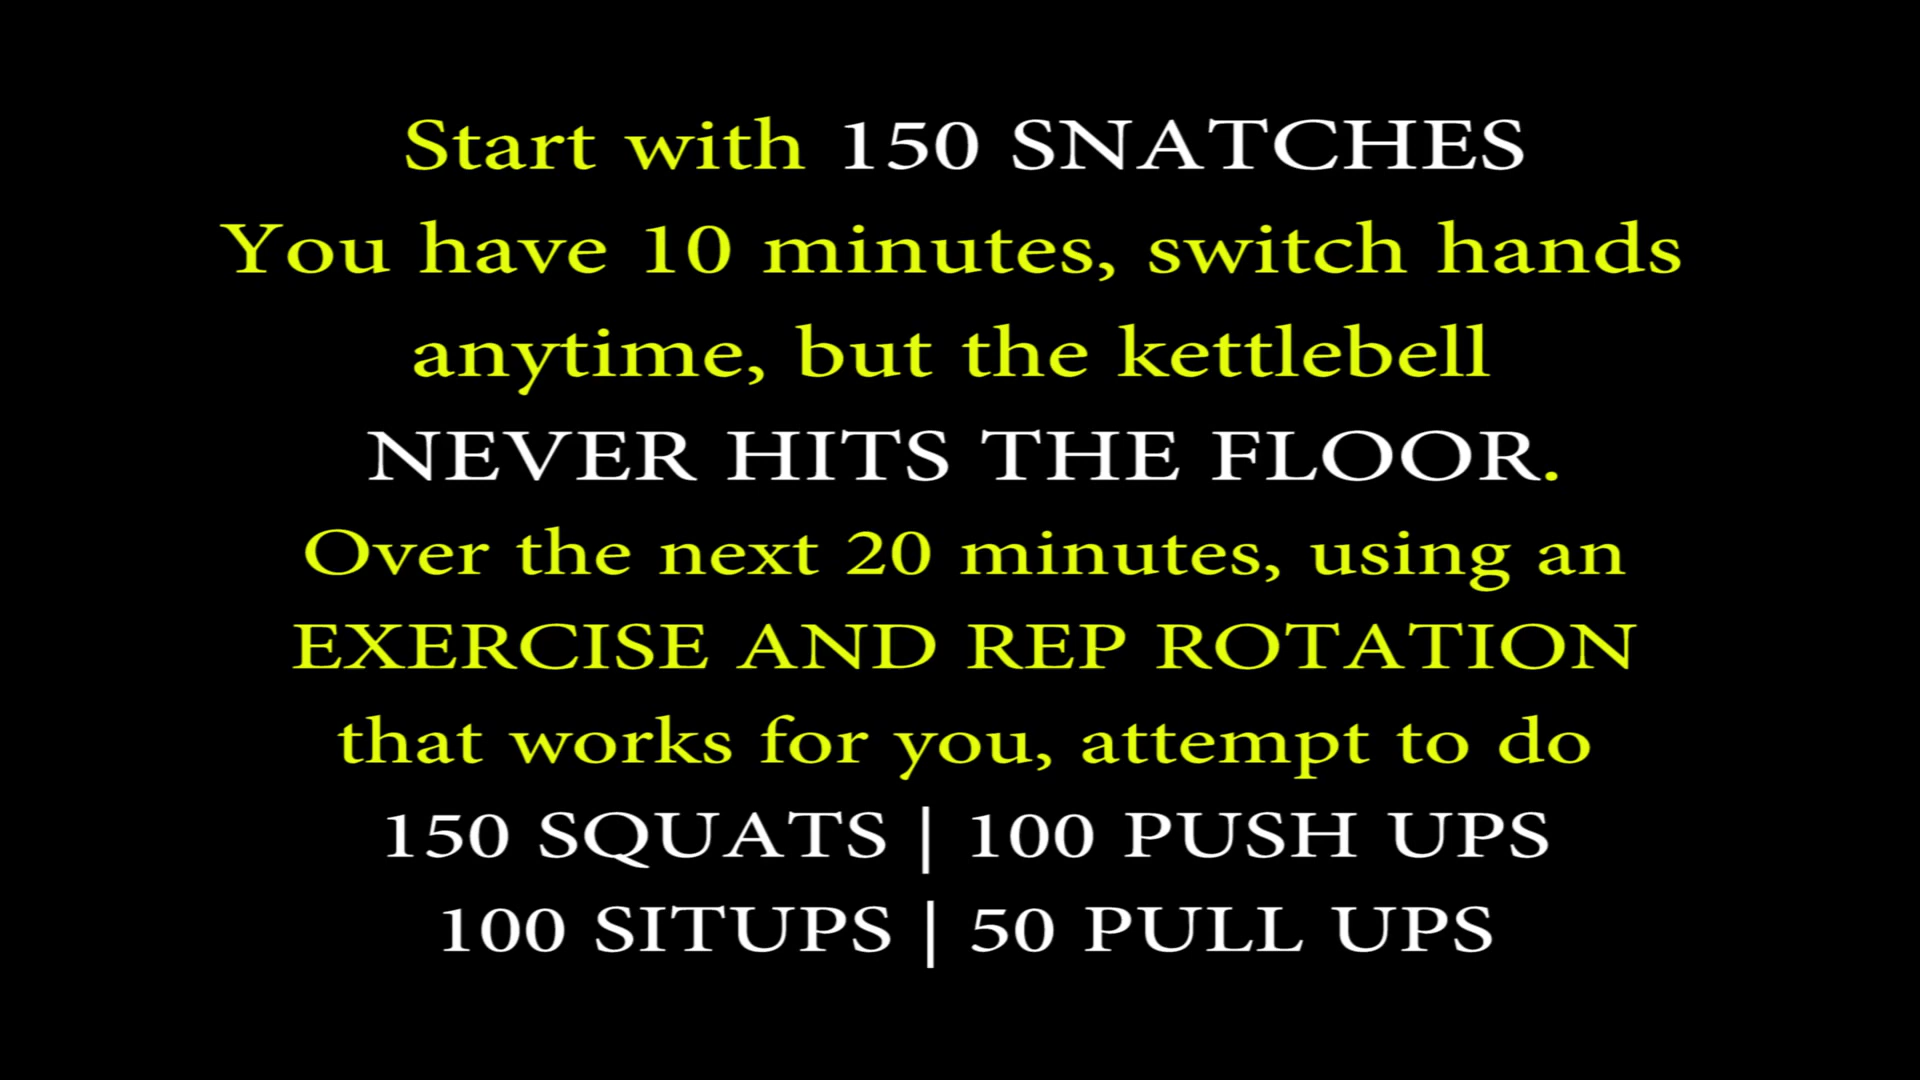 Start with 150 SNATCHES
You have 10 minutes, switch hands
anytime, but the kettlebell
NEVER HITS THE FLOOR.
Over the next 20 minutes, using an
EXERCISE AND REP ROTATION
that works for you, attempt to do
150 SQUATS | 100 PUSH UPS
100 SITUPS | 50 PULL UPS